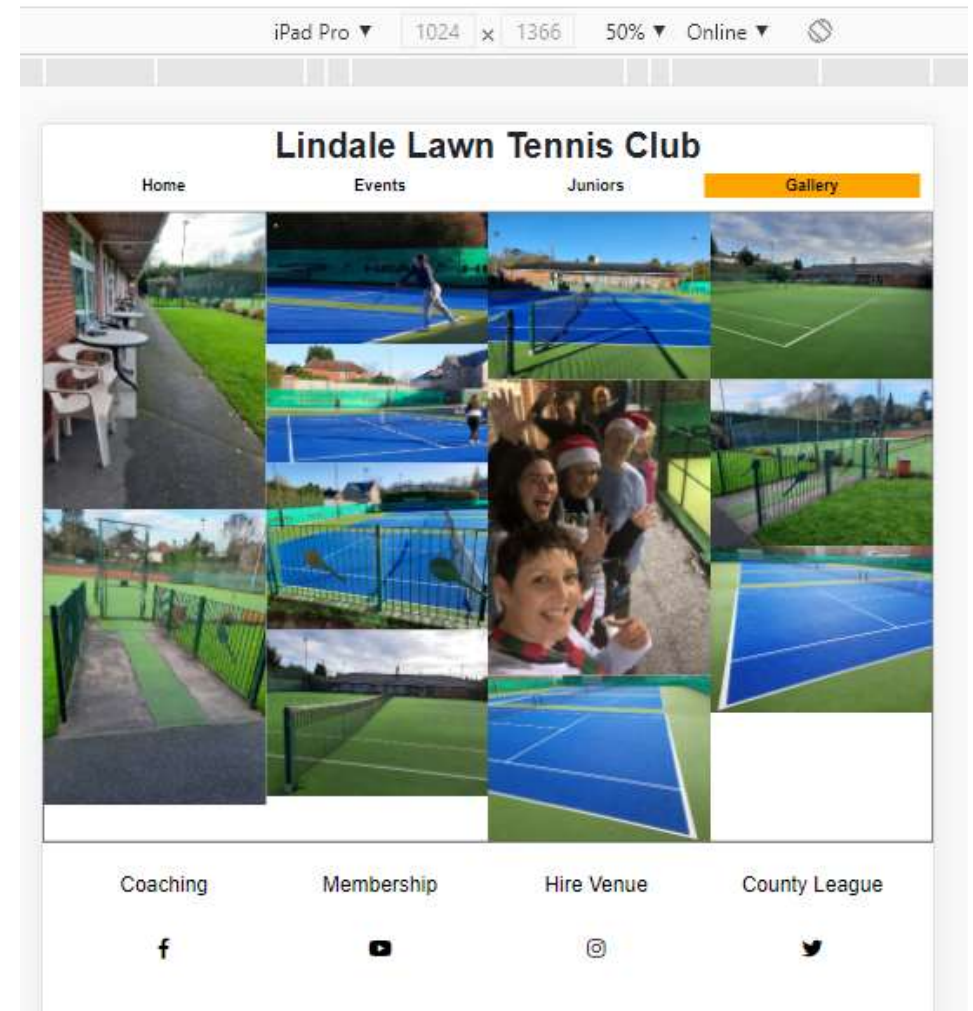 iPad Pro ▼ 1024 x 1366 50% ▼ Online ▼
Lindale Lawn Tennis Club
Home Events Juniors Gallery
Coaching Membership Hire Venue County League